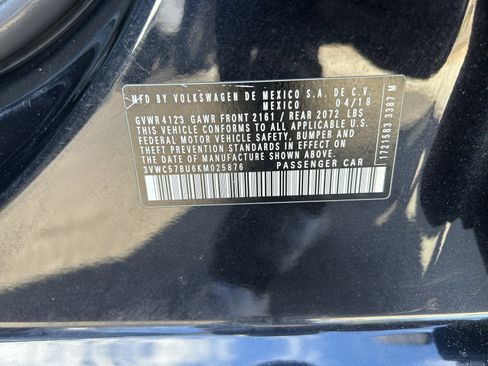 MFD BY VOLKSWAGEN DE MEXICO S.A. DE C.V.
MEXICO 04/18
GVWR 4123 GAWR FRONT 2161 / REAR 2072 LBS
THIS VEHICLE CONFORMS TO ALL APPLICABLE U.S.
FEDERAL MOTOR VEHICLE SAFETY, BUMPER AND
THEFT PREVENTION STANDARDS IN EFFECT ON
THE DATE OF MANUFACTURE SHOWN ABOVE.
3VWC57BU6KM025876 PASSENGER CAR
1721583 3387 M